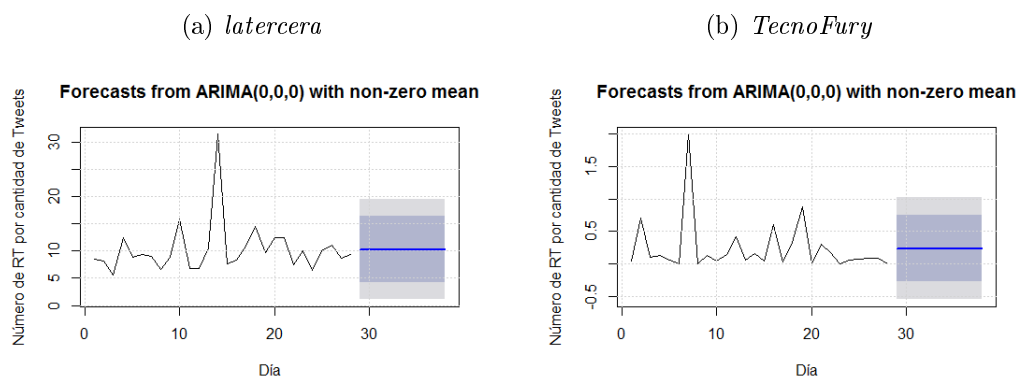 (a) latercera
Forecasts from ARIMA(0,0,0) with non-zero mean
Número de RT por cantidad de Tweets
30
20
10
5
0
0 10 20 30
Día
(b) TecnoFury
Forecasts from ARIMA(0,0,0) with non-zero mean
Número de RT por cantidad de Tweets
1.5
0.5
-0.5
0 10 20 30
Día